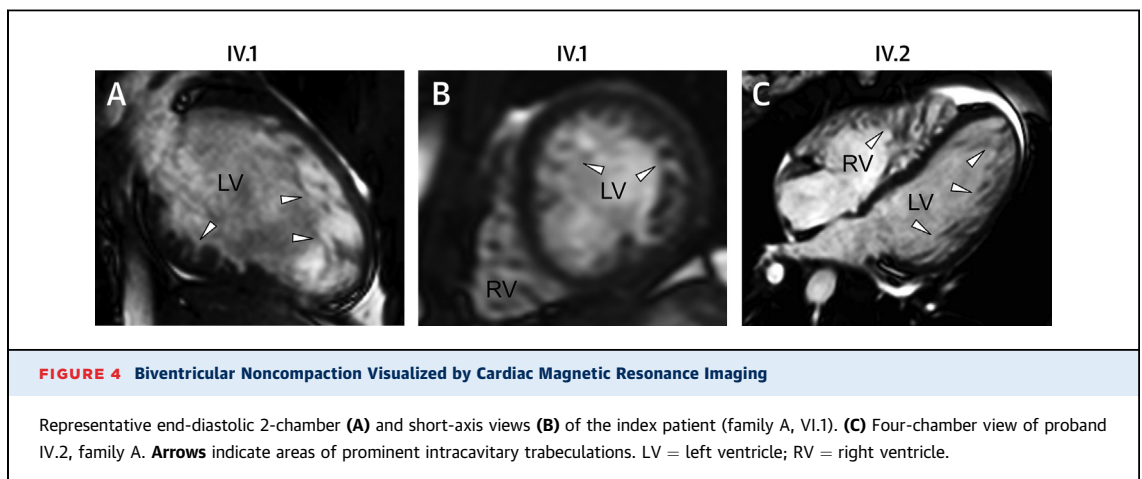 IV.1
IV.1
IV.2
A
LV
B
LV
RV
C
RV
LV
FIGURE 4 Biventricular Noncompaction Visualized by Cardiac Magnetic Resonance Imaging
Representative end-diastolic 2-chamber (A) and short-axis views (B) of the index patient (family A, VI.1). (C) Four-chamber view of proband
IV.2, family A. Arrows indicate areas of prominent intracavitary trabeculations. LV = left ventricle; RV = right ventricle.